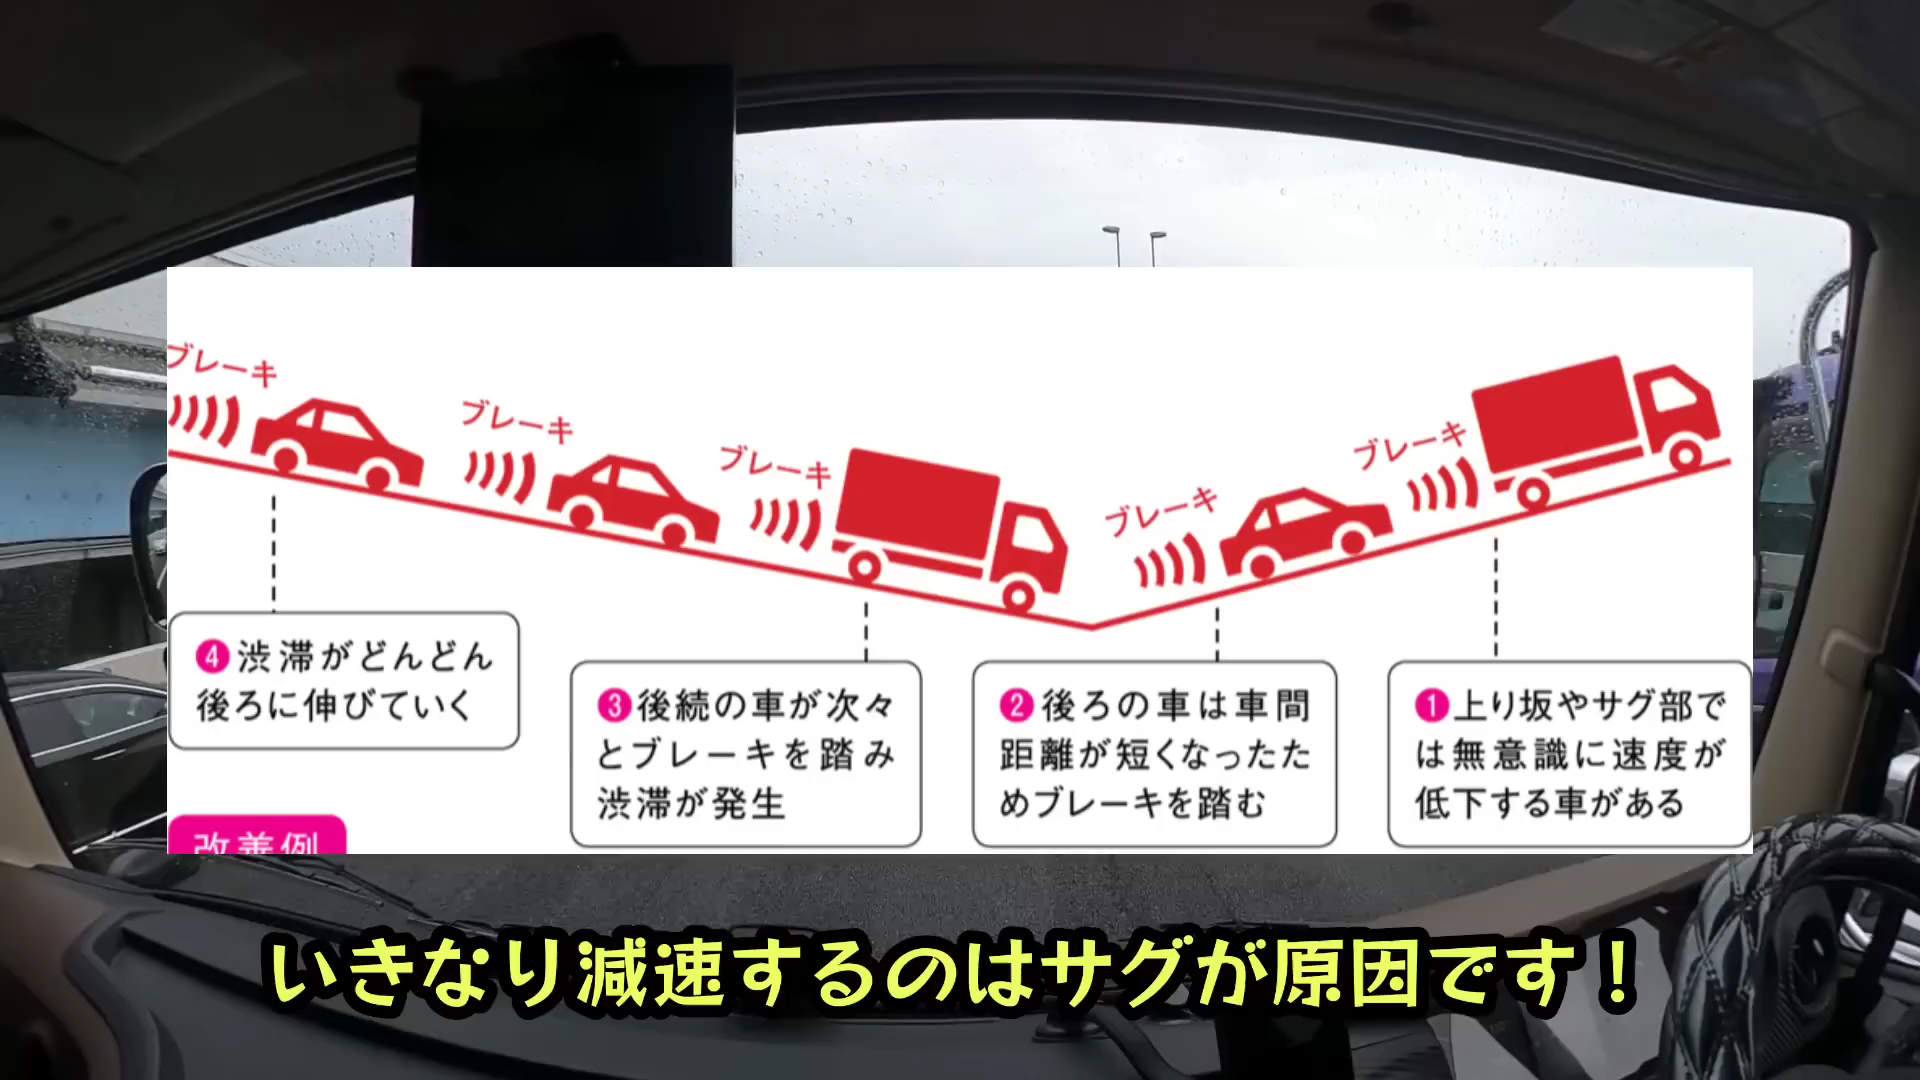 ブレーキ
ブレーキ
ブレーキ
ブレーキ
ブレーキ
❹渋滞がどんどん
後ろに伸びていく
❸後続の車が次々
とブレーキを踏み
渋滞が発生
❷後ろの車は車間
距離が短くなったた
めブレーキを踏む
❶上り坂やサグ部で
は無意識に速度が
低下する車がある
改善例
いきなり減速するのはサグが原因です！